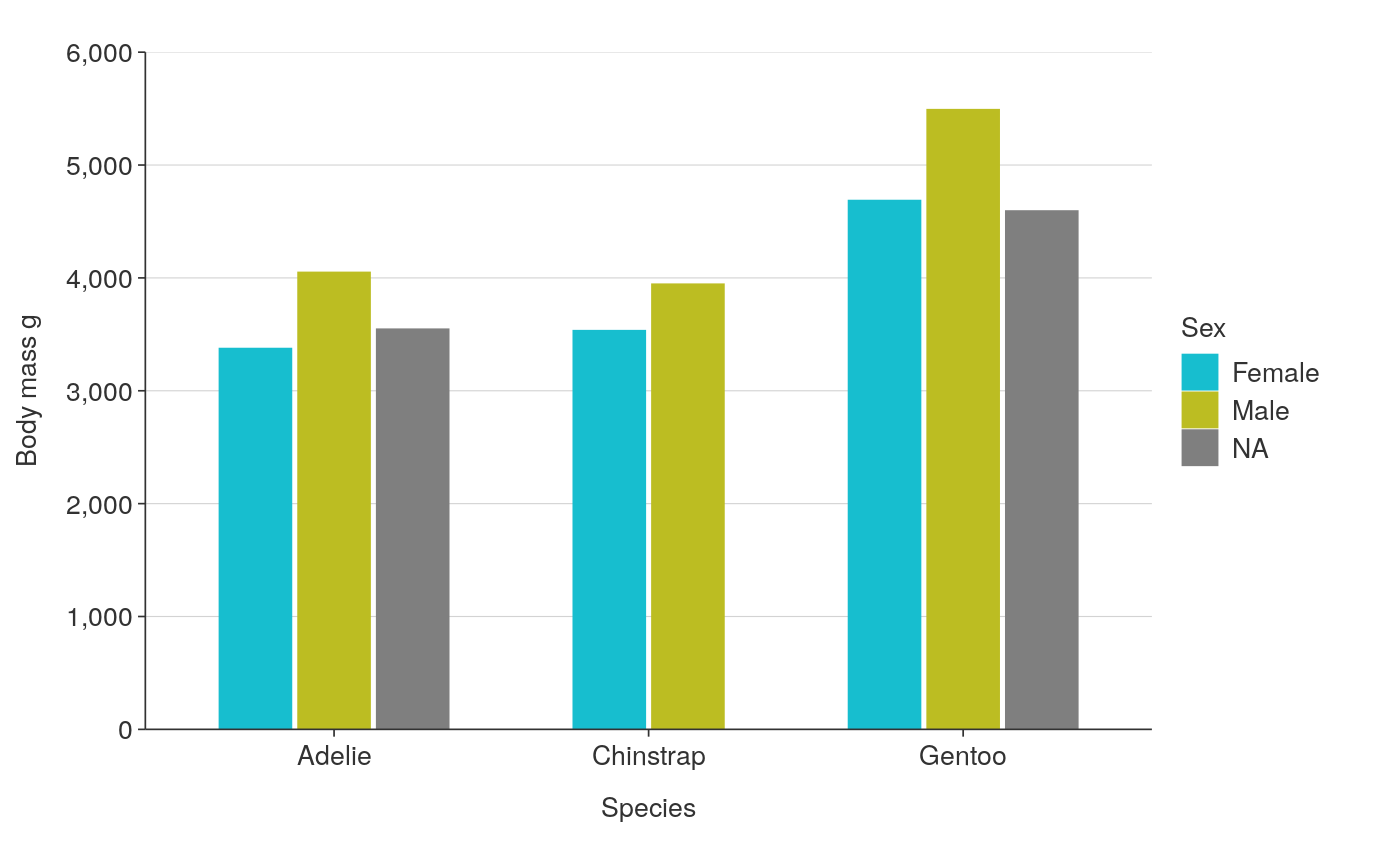 6,000
5,000
4,000
3,000
2,000
1,000
0
Body mass g
Adelie
Chinstrap
Gentoo
Species
Sex
Female
Male
NA